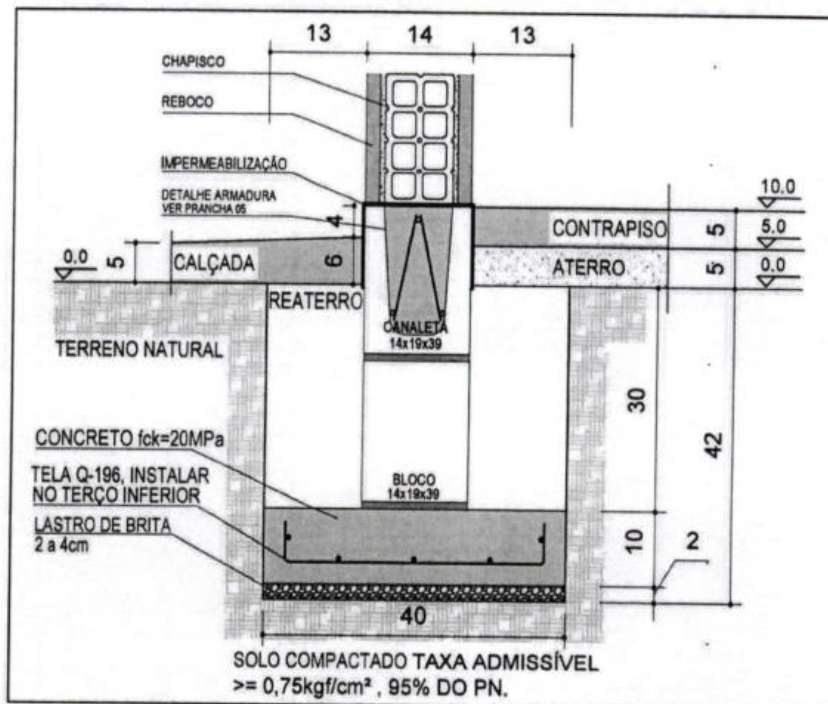 13 14 13
CHAPISCO
REBOCO
IMPERMEABILIZAÇÃO
DETALHE ARMADURA
VER PRANCHA 05
4
6
5
0.0
CALÇADA
REATERRO
TERRENO NATURAL
10.0
CONTRAPISO
5
5.0
ATERRO
5
0.0
CANALETA
14x19x39
30
42
BLOCO
14x19x39
CONCRETO fck=20MPa
TELA Q-196, INSTALAR
NO TERÇO INFERIOR
LASTRO DE BRITA
2 a 4cm
10
2
40
SOLO COMPACTADO TAXA ADMISSÍVEL
>= 0,75kgf/cm² , 95% DO PN.